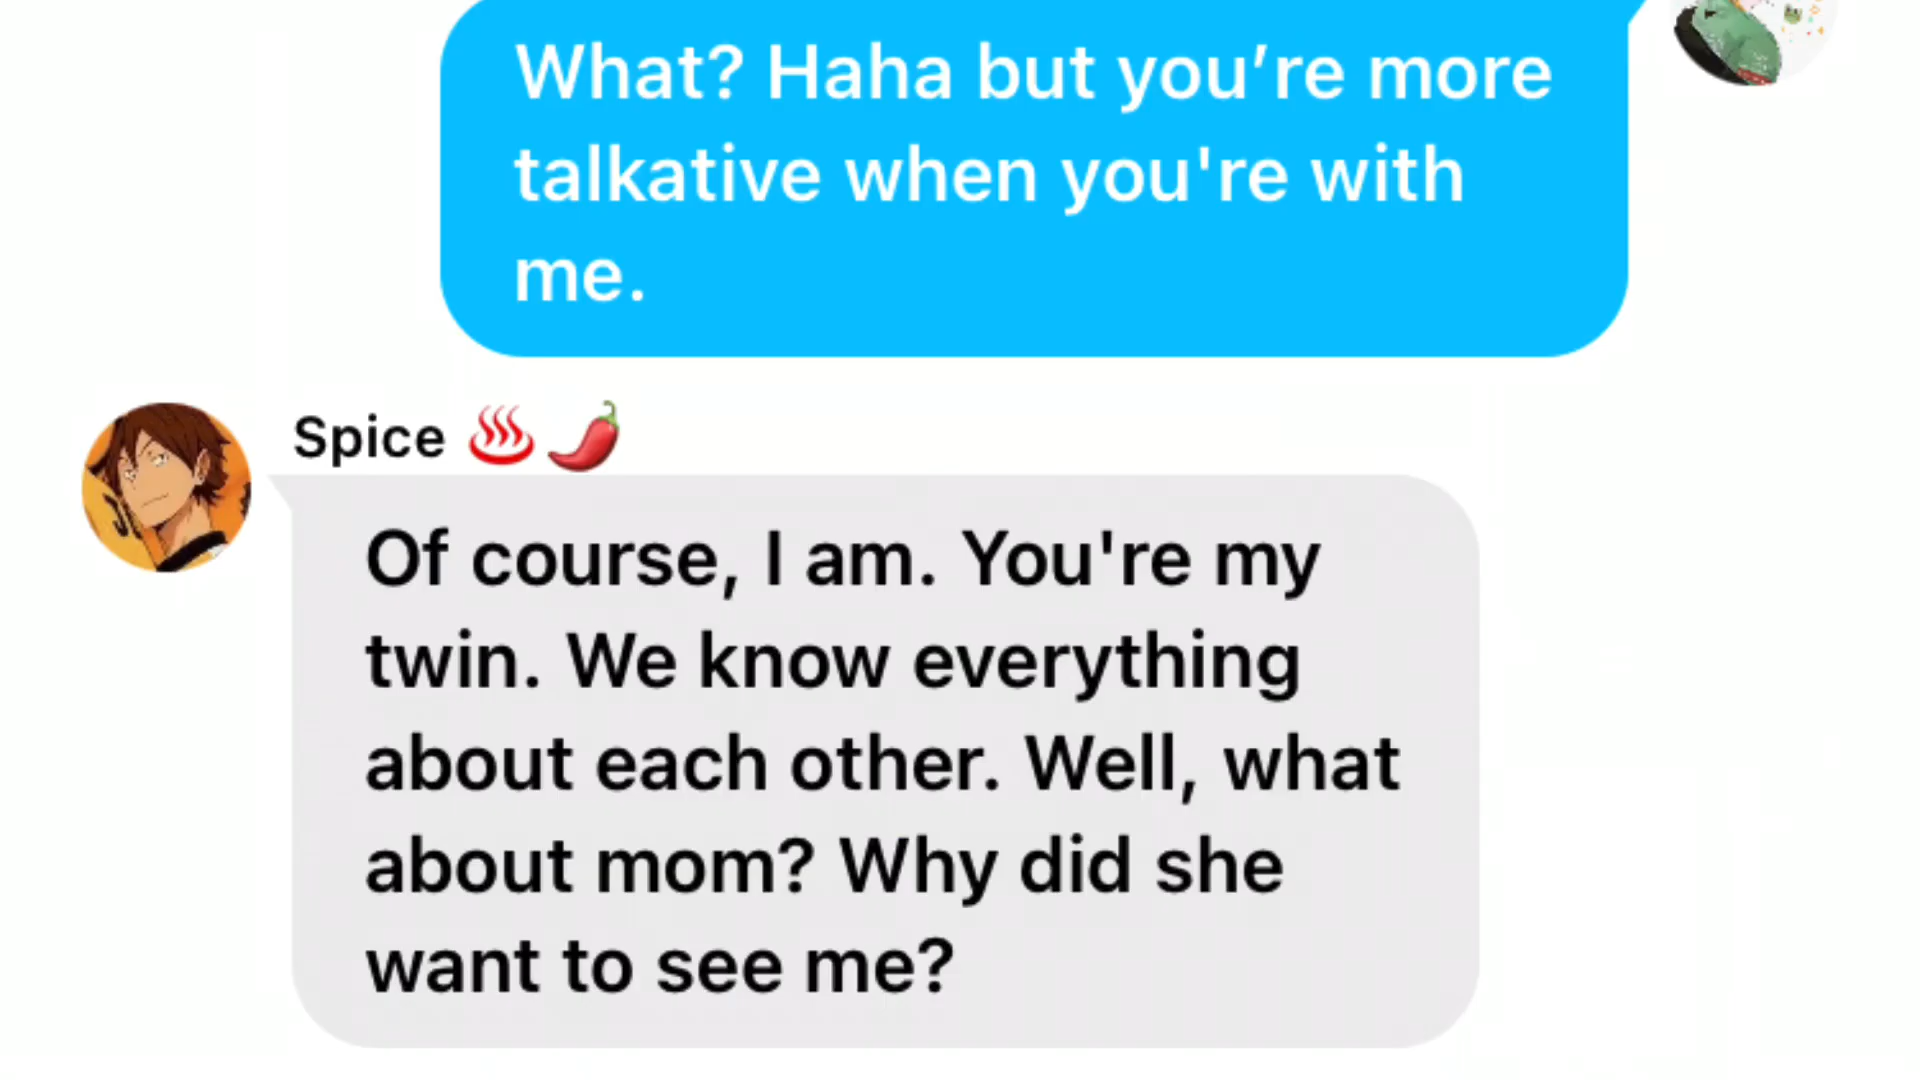 What? Haha but you’re more
talkative when you're with
me.
Spice ♨️🌶️
Of course, I am. You're my
twin. We know everything
about each other. Well, what
about mom? Why did she
want to see me?